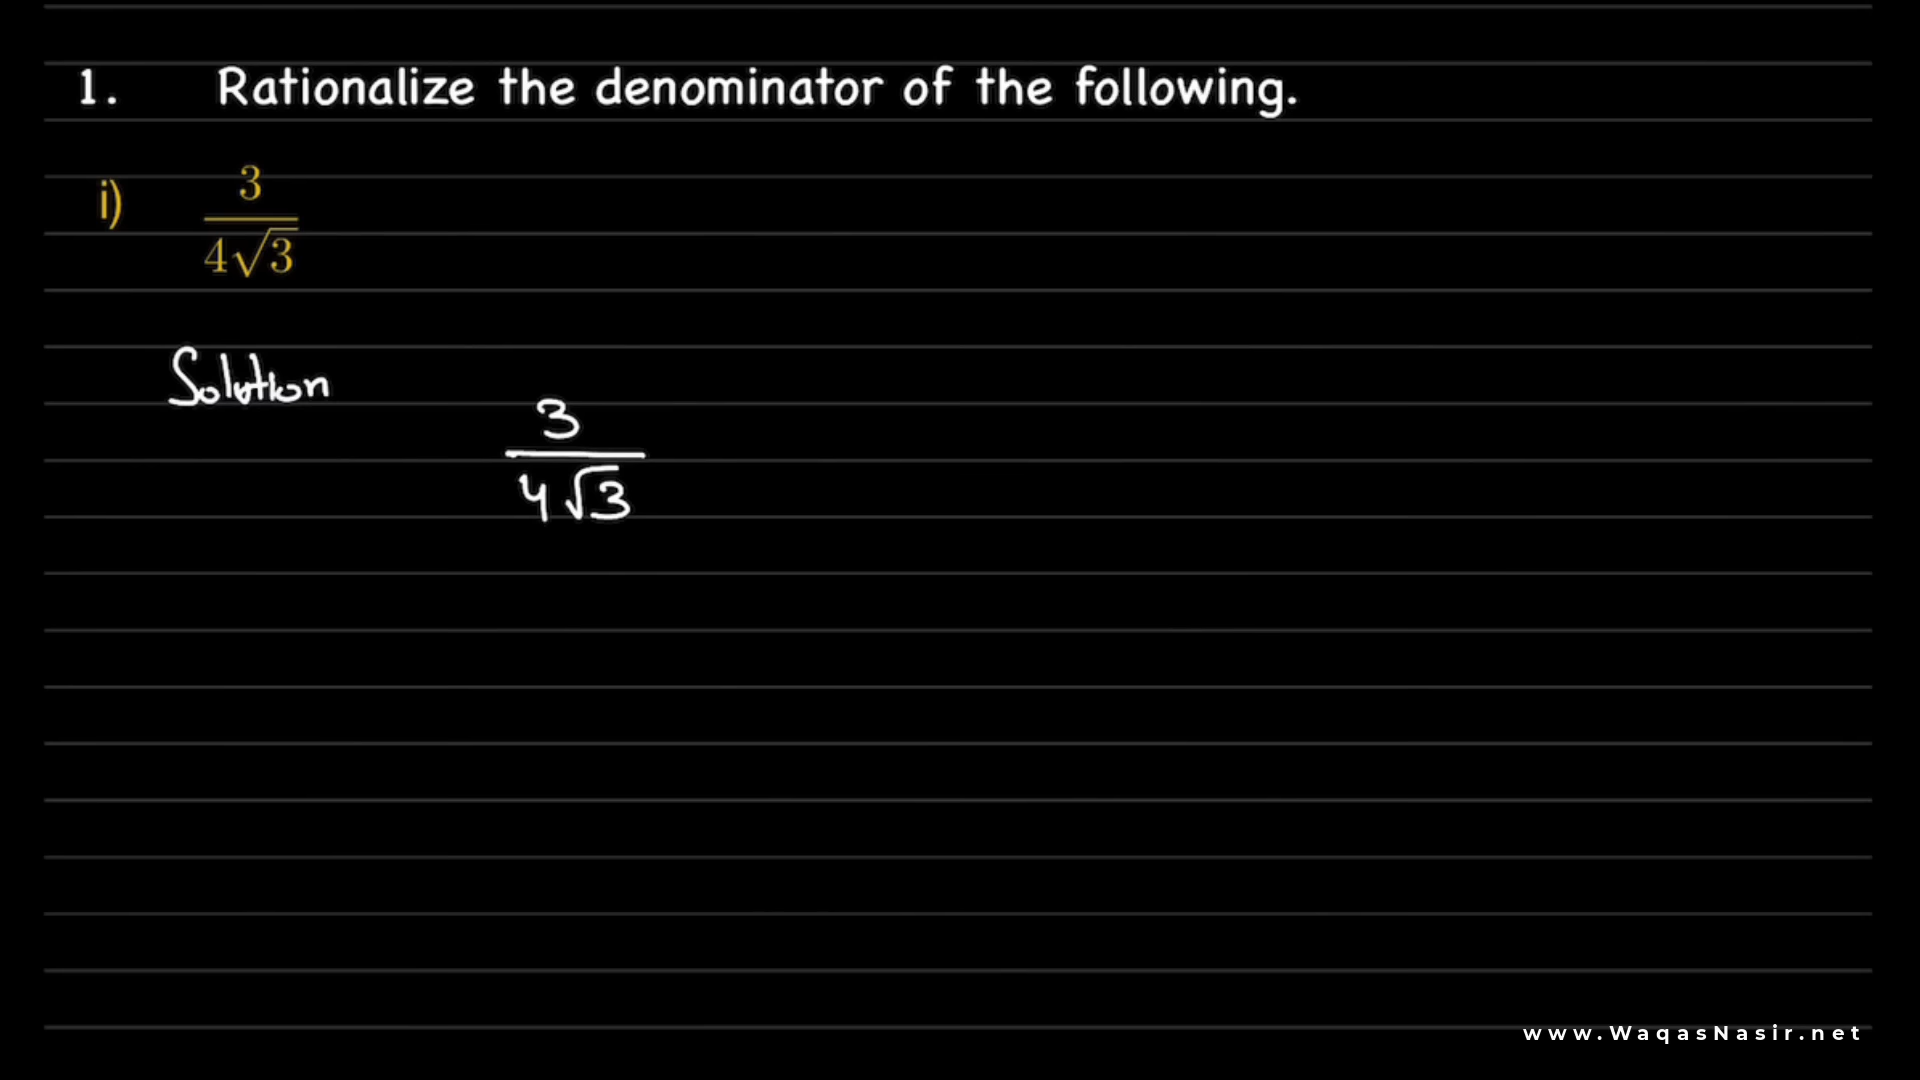 1. Rationalize the denominator of the following.
i) 3
4√3
Solution
3
4√3
www.WaqasNasir.net